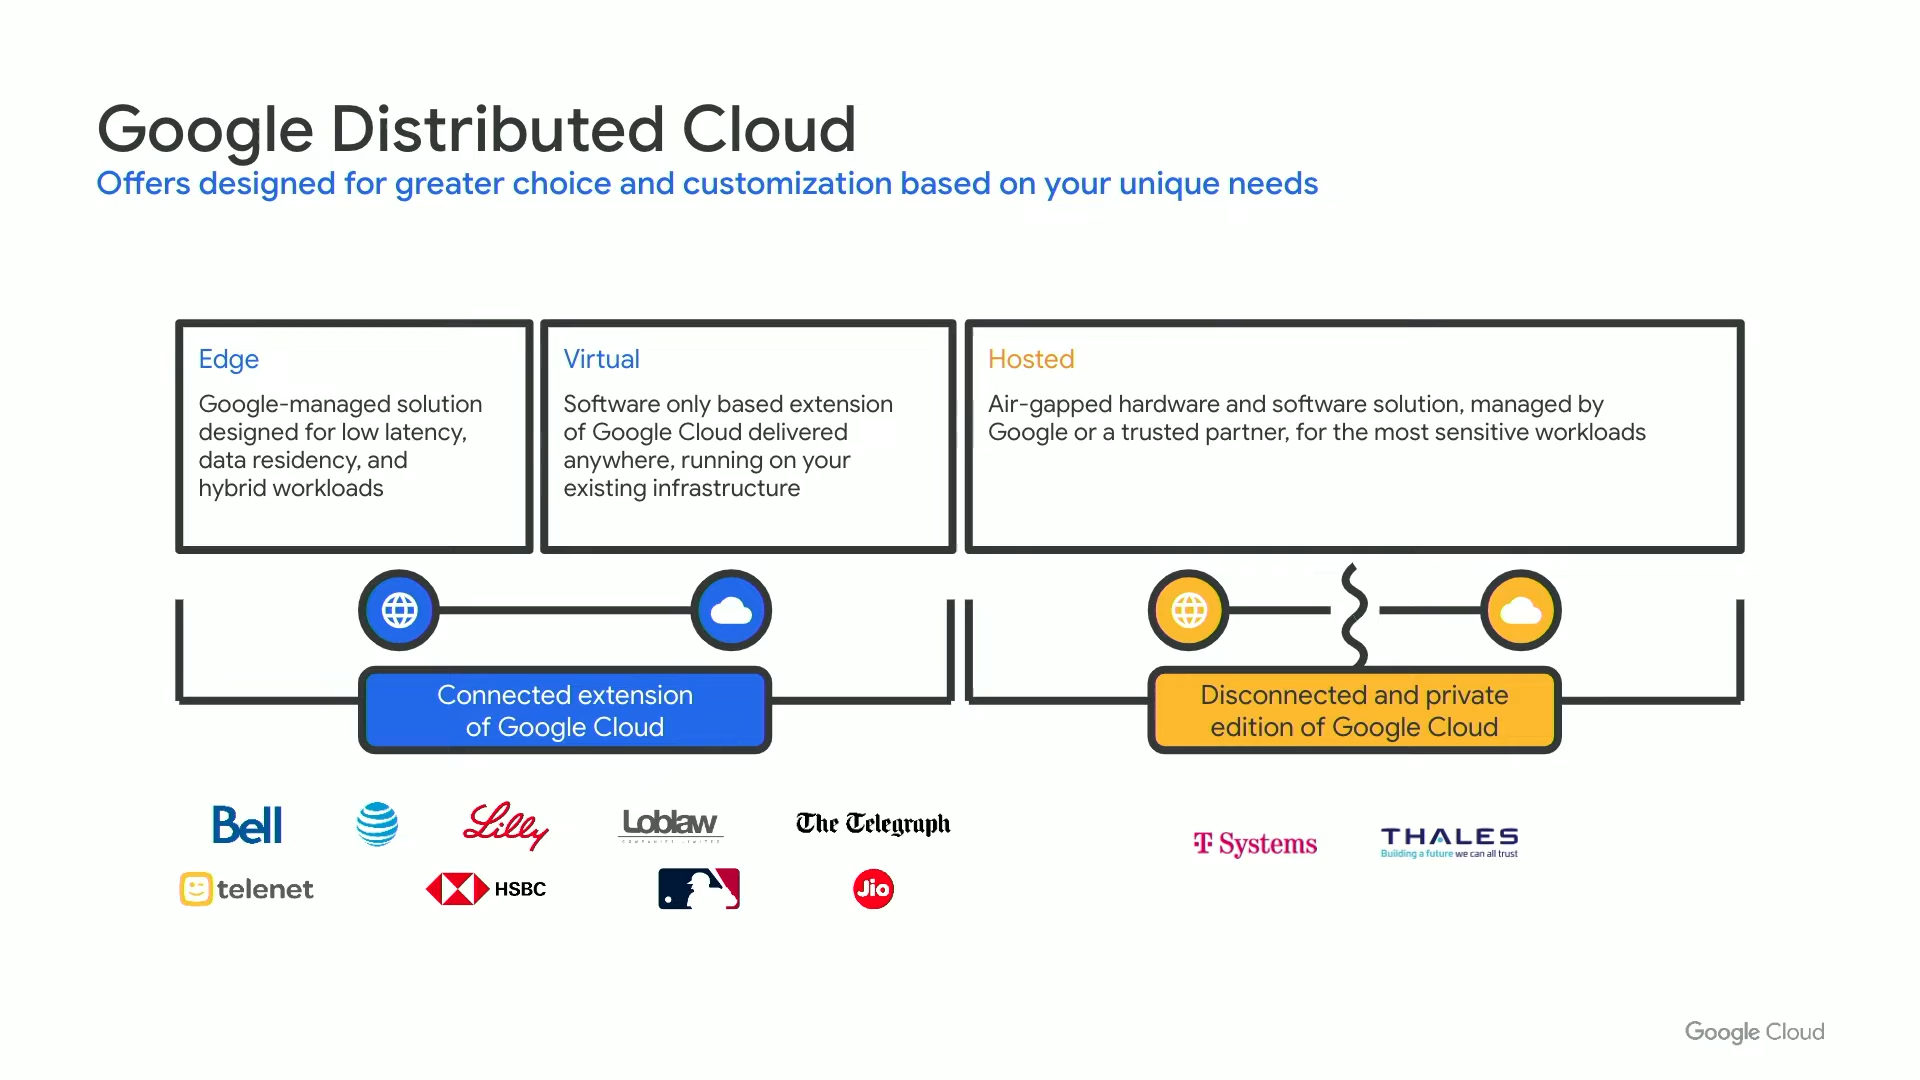 Google Distributed Cloud
Offers designed for greater choice and customization based on your unique needs
Edge
Google-managed solution
designed for low latency,
data residency, and
hybrid workloads
Virtual
Software only based extension
of Google Cloud delivered
anywhere, running on your
existing infrastructure
Hosted
Air-gapped hardware and software solution, managed by
Google or a trusted partner, for the most sensitive workloads
Connected extension
of Google Cloud
Disconnected and private
edition of Google Cloud
Bell
Lilly
Loblaw
The Telegraph
telenet
HSBC
Jio
T Systems
THALES
Building a future we can all trust
Google Cloud